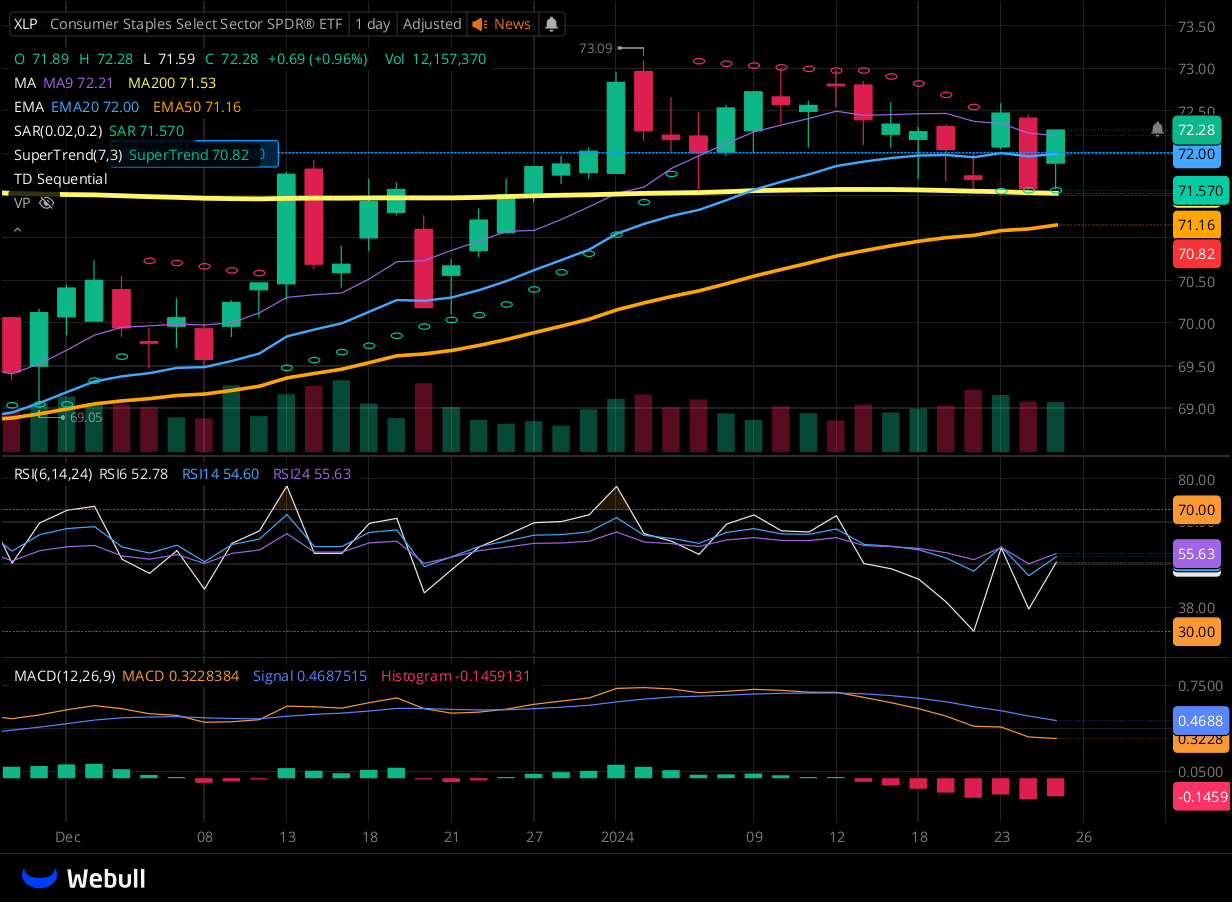 XLP Consumer Staples Select Sector SPDR® ETF 1 day Adjusted News
O 71.89 H 72.28 L 71.59 C 72.28 +0.69 (+0.96%) Vol 12,157,370
MA MA9 72.21 MA200 71.53
EMA EMA20 72.00 EMA50 71.16
SAR(0.02,0.2) SAR 71.570
SuperTrend(7,3) SuperTrend 70.82
TD Sequential
VP
73.09
69.05
73.50
73.00
72.50
72.28
72.00
71.570
71.16
70.82
70.50
70.00
69.50
69.00
RSI(6,14,24) RSI6 52.78 RSI14 54.60 RSI24 55.63
80.00
70.00
55.63
38.00
30.00
MACD(12,26,9) MACD 0.3228384 Signal 0.4687515 Histogram -0.1459131
0.7500
0.4688
0.3228
0.0500
-0.1459
Dec 08 13 18 21 27 2024 09 12 18 23 26
Webull